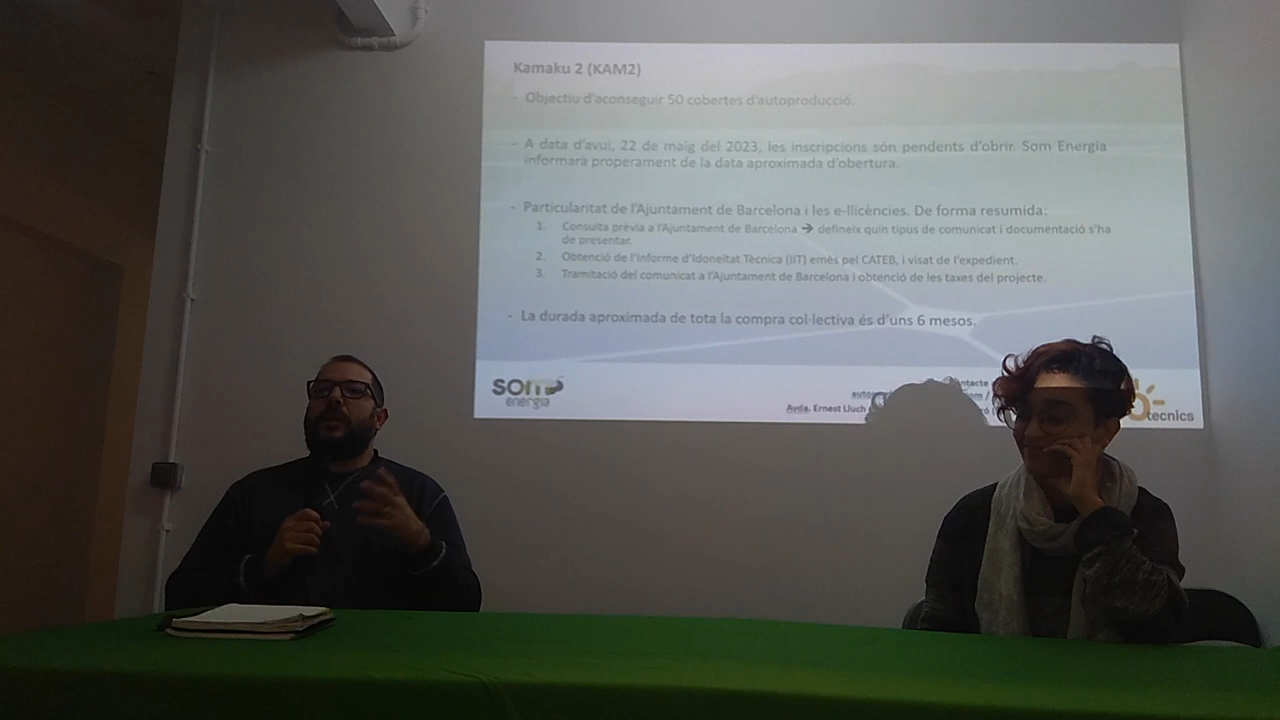 Kamaku 2 (KAM2)
- Objectiu d'aconseguir 50 cobertes d'autoproducció.
- A data d'avui, 22 de maig del 2023, les inscripcions són pendents d'obrir. Som Energia
informarà properament de la data aproximada d'obertura.
- Particularitat de l'Ajuntament de Barcelona i les e-llicències. De forma resumida:
1. Consulta prèvia a l'Ajuntament de Barcelona ➔ defineix quin tipus de comunicat i documentació s'ha
de presentar.
2. Obtenció de l'Informe d'Idoneïtat Tècnica (IIT) emès pel CATEB, i visat de l'expedient.
3. Tramitació del comunicat a l'Ajuntament de Barcelona i obtenció de les taxes del projecte.
- La durada aproximada de tota la compra col·lectiva és d'uns 6 mesos.
SOM
energia
Avda. Ernest Lluch
tecnics